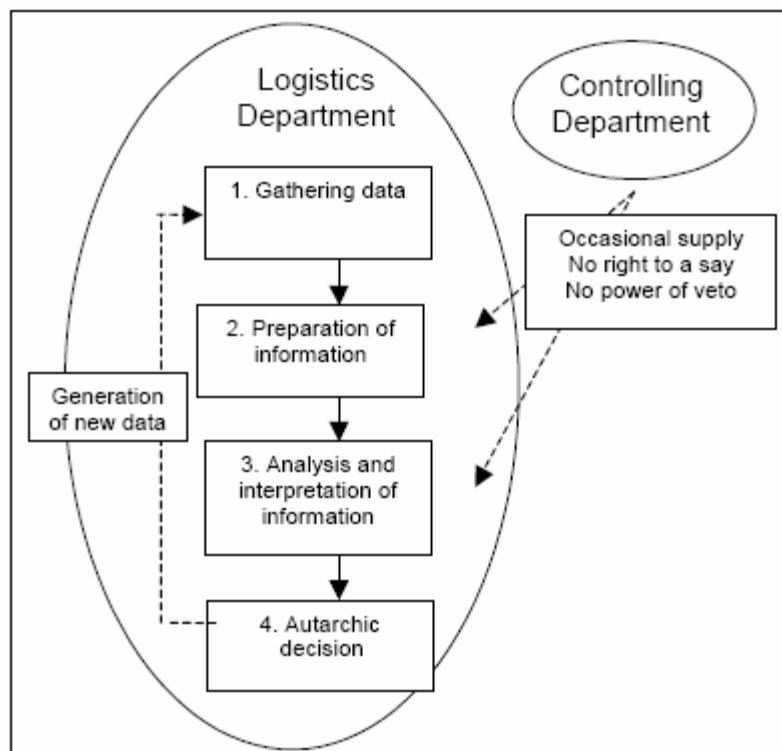 Logistics
Department
Controlling
Department
1. Gathering data
Occasional supply
No right to a say
No power of veto
2. Preparation of
information
Generation
of new data
3. Analysis and
interpretation of
information
4. Autarchic
decision